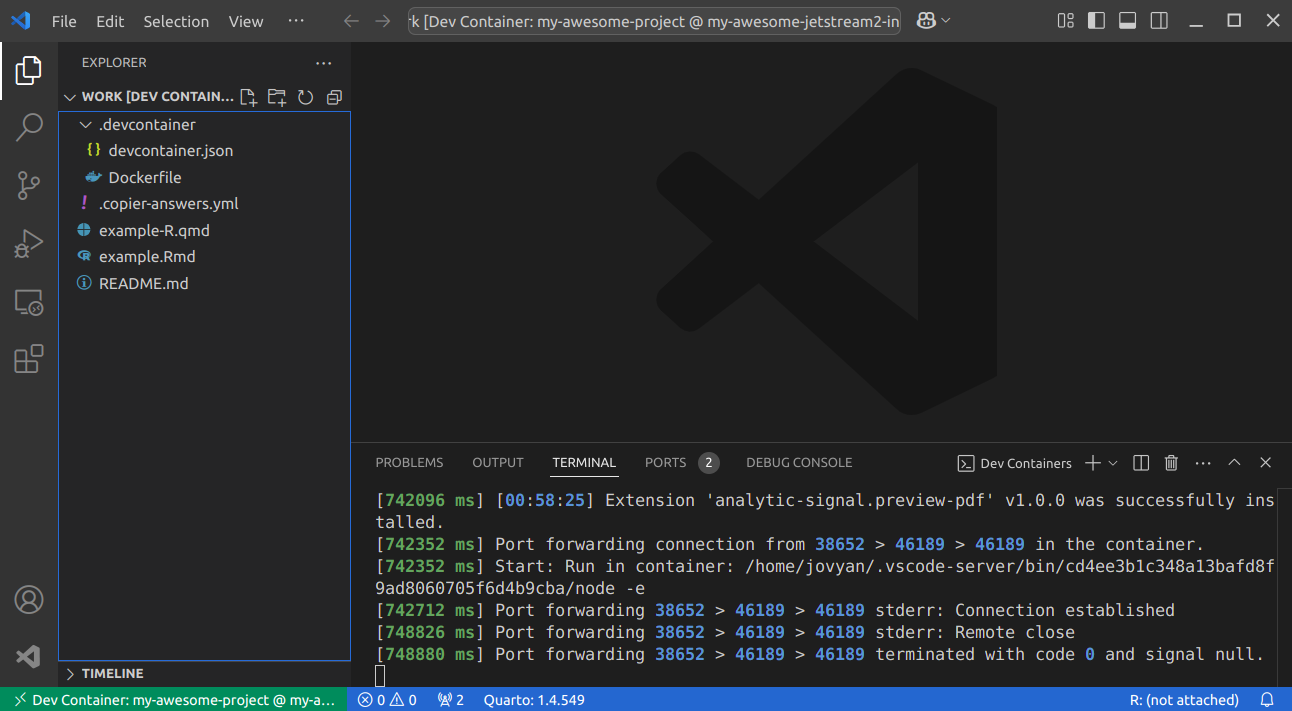 File Edit Selection View ···
rk [Dev Container: my-awesome-project @ my-awesome-jetstream2-in
EXPLORER
WORK [DEV CONTAIN...
.devcontainer
{} devcontainer.json
Dockerfile
! .copier-answers.yml
example-R.qmd
example.Rmd
README.md
TIMELINE
PROBLEMS OUTPUT TERMINAL PORTS 2 DEBUG CONSOLE Dev Containers
[742096 ms] [00:58:25] Extension 'analytic-signal.preview-pdf' v1.0.0 was successfully ins
talled.
[742352 ms] Port forwarding connection from 38652 > 46189 > 46189 in the container.
[742352 ms] Start: Run in container: /home/jovyan/.vscode-server/bin/cd4ee3b1c348a13bafd8f
9ad8060705f6d4b9cba/node -e
[742712 ms] Port forwarding 38652 > 46189 > 46189 stderr: Connection established
[748826 ms] Port forwarding 38652 > 46189 > 46189 stderr: Remote close
[748880 ms] Port forwarding 38652 > 46189 > 46189 terminated with code 0 and signal null.
Dev Container: my-awesome-project @ my-a... 0 0 2 Quarto: 1.4.549 R: (not attached)